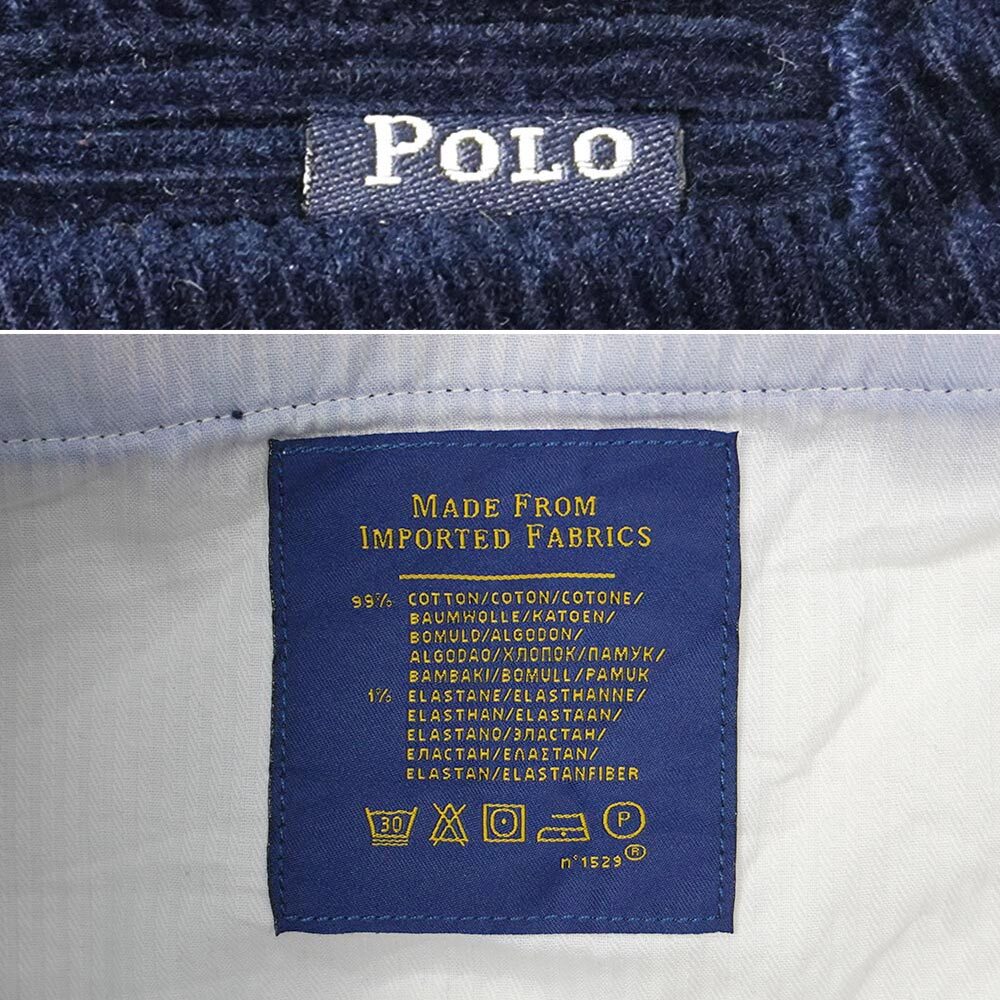 POLO
MADE FROM
IMPORTED FABRICS
99% COTTON/COTON/COTONE/
BAUMWOLLE/KATOEN/
BOMULD/ALGODON/
ALGODAO/ХЛОПОК/ПАМУК/
BAMBAKI/BOMULL/PAMUK
1% ELASTANE/ELASTHANNE/
ELASTHAN/ELASTAAN/
ELASTANO/ЭЛАСТАН/
ЕЛАСТАН/ΕΛΑΣΤΑΝ/
ELASTAN/ELASTANFIBER
30 P
n°1529®